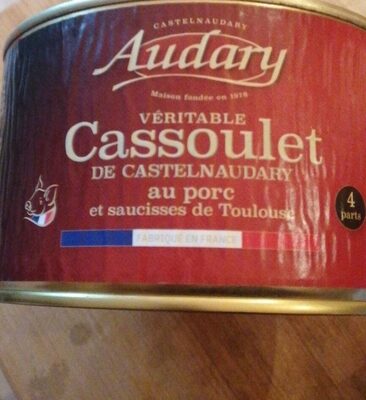 CASTELNAUDARY
Audary
Maison fondée en 1918
VÉRITABLE
Cassoulet
DE CASTELNAUDARY
au porc
et saucisses de Toulouse
4
parts
FABRIQUÉ EN FRANCE